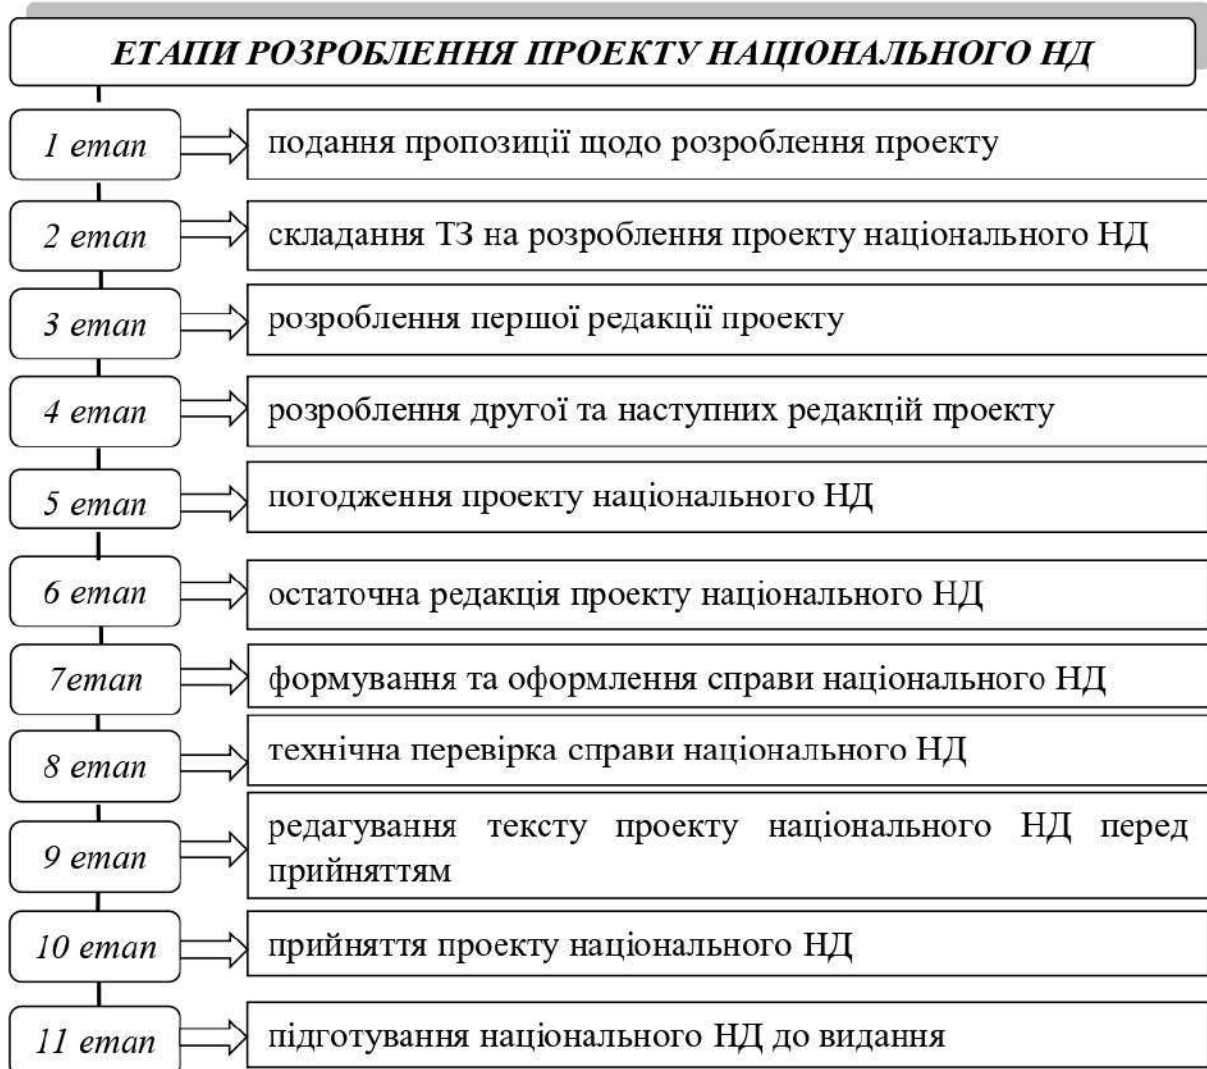 ЕТАПИ РОЗРОБЛЕННЯ ПРОЕКТУ НАЦІОНАЛЬНОГО НД
1 етап
подання пропозиції щодо розроблення проекту
2 етап
складання ТЗ на розроблення проекту національного НД
3 етап
розроблення першої редакції проекту
4 етап
розроблення другої та наступних редакцій проекту
5 етап
погодження проекту національного НД
6 етап
остаточна редакція проекту національного НД
7етап
формування та оформлення справи національного НД
8 етап
технічна перевірка справи національного НД
9 етап
редагування тексту проекту національного НД перед
прийняттям
10 етап
прийняття проекту національного НД
11 етап
підготування національного НД до видання